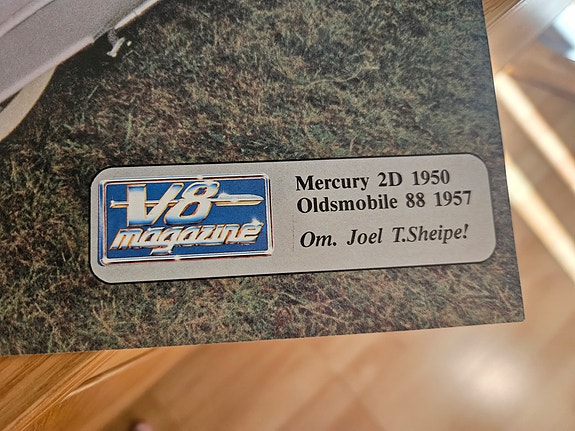 V8
magazine
Mercury 2D 1950
Oldsmobile 88 1957
Om. Joel T.Sheipe!